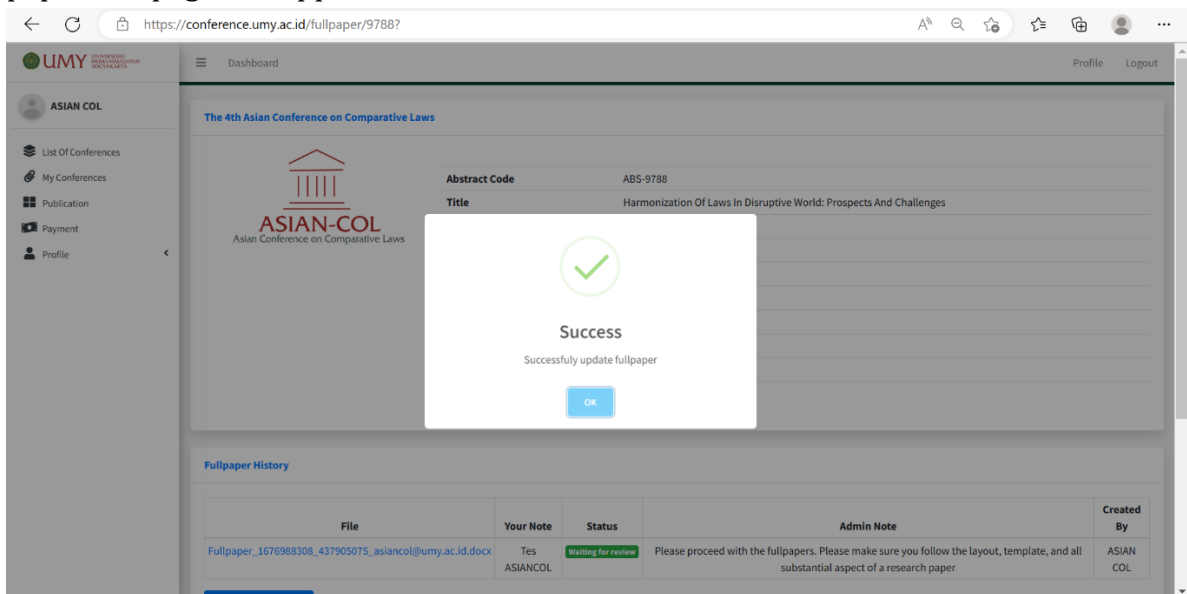 https://conference.umy.ac.id/fullpaper/9788?
UMY UNIVERSITAS MUHAMMADIYAH YOGYAKARTA
Dashboard
Profile Logout
ASIAN COL
List Of Conferences
My Conferences
Publication
Payment
Profile
The 4th Asian Conference on Comparative Laws
ASIAN-COL
Asian Conference on Comparative Laws
Abstract Code ABS-9788
Title Harmonization Of Laws In Disruptive World: Prospects And Challenges
Success
Successfuly update fullpaper
OK
Fullpaper History
File Your Note Status Admin Note Created By
Fullpaper_1676988308_437905075_asiancol@umy.ac.id.docx Tes ASIANCOL Waiting for review Please proceed with the fullpapers. Please make sure you follow the layout, template, and all ASIAN COL
substantial aspect of a research paper